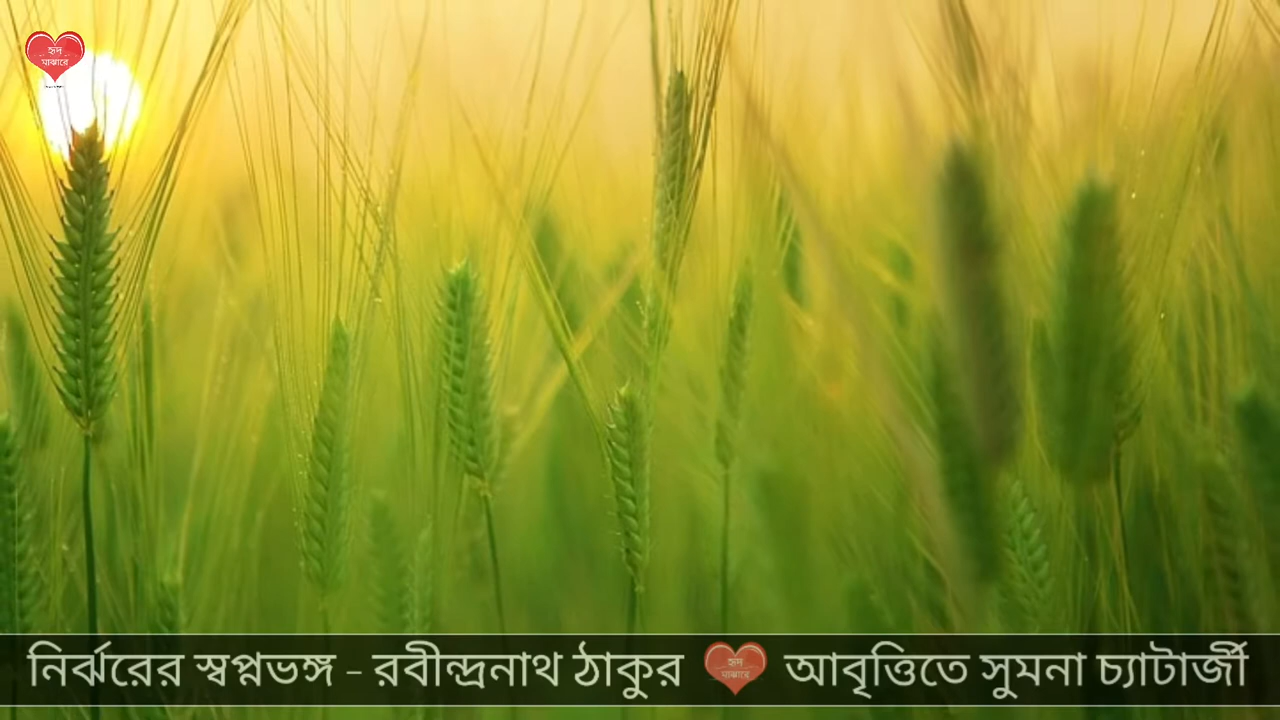 হৃদ
মাঝারে
নির্ঝরের স্বপ্নভঙ্গ - রবীন্দ্রনাথ ঠাকুর
হৃদ
মাঝারে
আবৃত্তিতে সুমনা চ্যাটার্জী